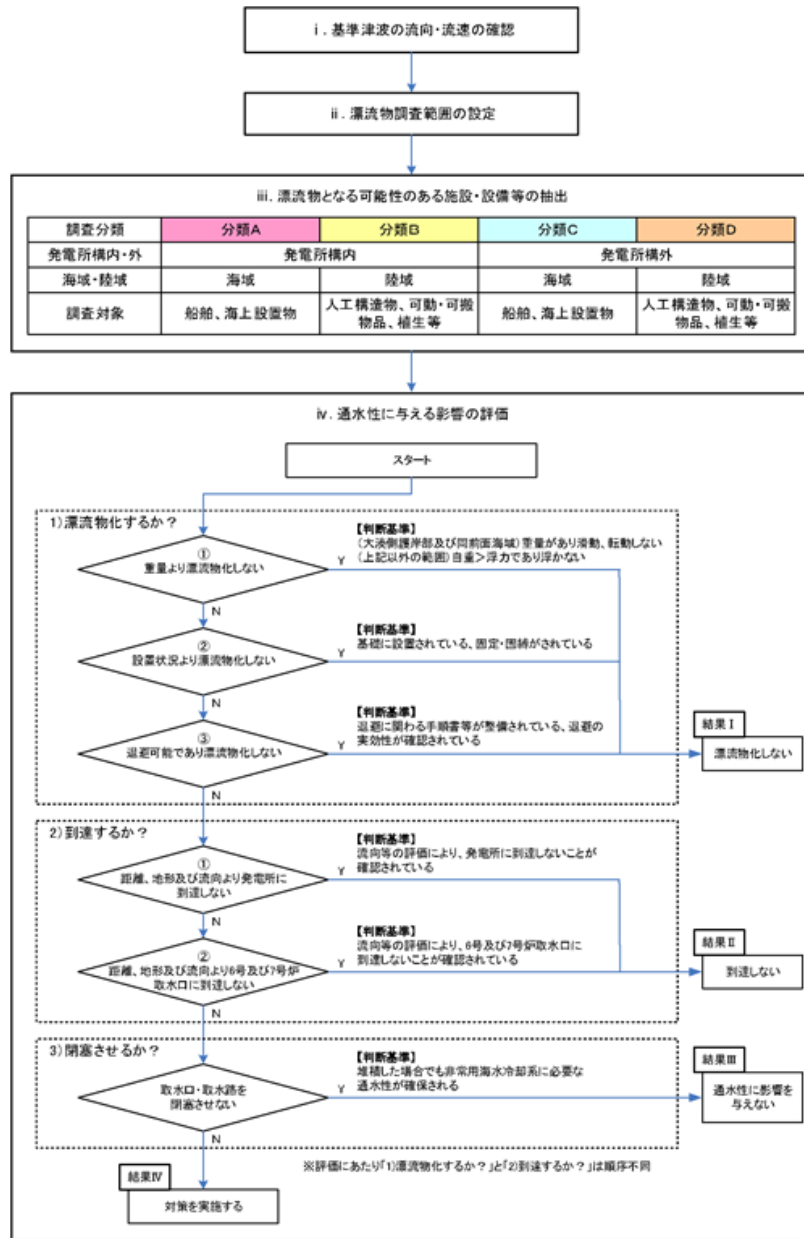 ⅰ.基準津波の流向・流速の確認
ⅱ.漂流物調査範囲の設定
ⅲ.漂流物となる可能性のある施設・設備等の抽出
調査分類 分類A 分類B 分類C 分類D
発電所構内・外 発電所構内 発電所構外
海域・陸域 海域 陸域 海域 陸域
調査対象 船舶、海上設置物 人工構造物、可動・可搬 船舶、海上設置物 人工構造物、可動・可搬
物品、植生等 物品、植生等
ⅳ.通水性に与える影響の評価
スタート
1)漂流物化するか?
【判断基準】
(大湊側護岸部及び同前面海域)重量があり滑動、転動しない
(上記以外の範囲)自重>浮力であり浮かない
①
重量より漂流物化しない
Y
N
【判断基準】
基礎に設置されている、固定・固縛がされている
②
設置状況より漂流物化しない
Y
N
【判断基準】
退避に関わる手順書等が整備されている、退避の
実効性が確認されている
③
退避可能であり漂流物化しない
Y
結果Ⅰ
漂流物化しない
N
2)到達するか?
【判断基準】
流向等の評価により、発電所に到達しないことが
確認されている
①
距離、地形及び流向より発電所に
到達しない
Y
N
【判断基準】
流向等の評価により、6号及び7号炉取水口に
到達しないことが確認されている
②
距離、地形及び流向より6号及び7号炉
取水口に到達しない
Y
結果Ⅱ
到達しない
N
3)閉塞させるか?
【判断基準】
堆積した場合でも非常用海水冷却系に必要な
通水性が確保される
取水口・取水路を
閉塞させない
Y
結果Ⅲ
通水性に影響を
与えない
N
※評価にあたり「1)漂流物化するか?」と「2)到達するか?」は順序不同
結果Ⅳ
対策を実施する